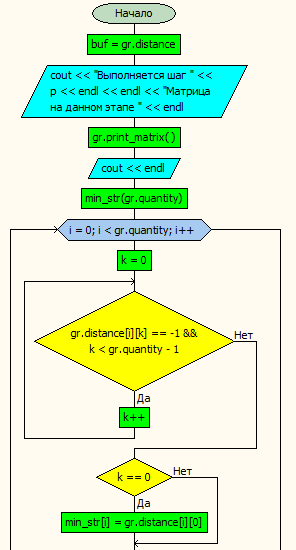 Начало
buf = gr.distance
cout << "Выполняется шаг " <<
p << endl << endl << "Матрица
на данном этапе " << endl
gr.print_matrix( )
cout << endl
min_str(gr.quantity)
i = 0; i < gr.quantity; i++
k = 0
gr.distance[i][k] == -1 &&
k < gr.quantity - 1
Нет
Да
k++
k == 0
Нет
Да
min_str[i] = gr.distance[i][0]